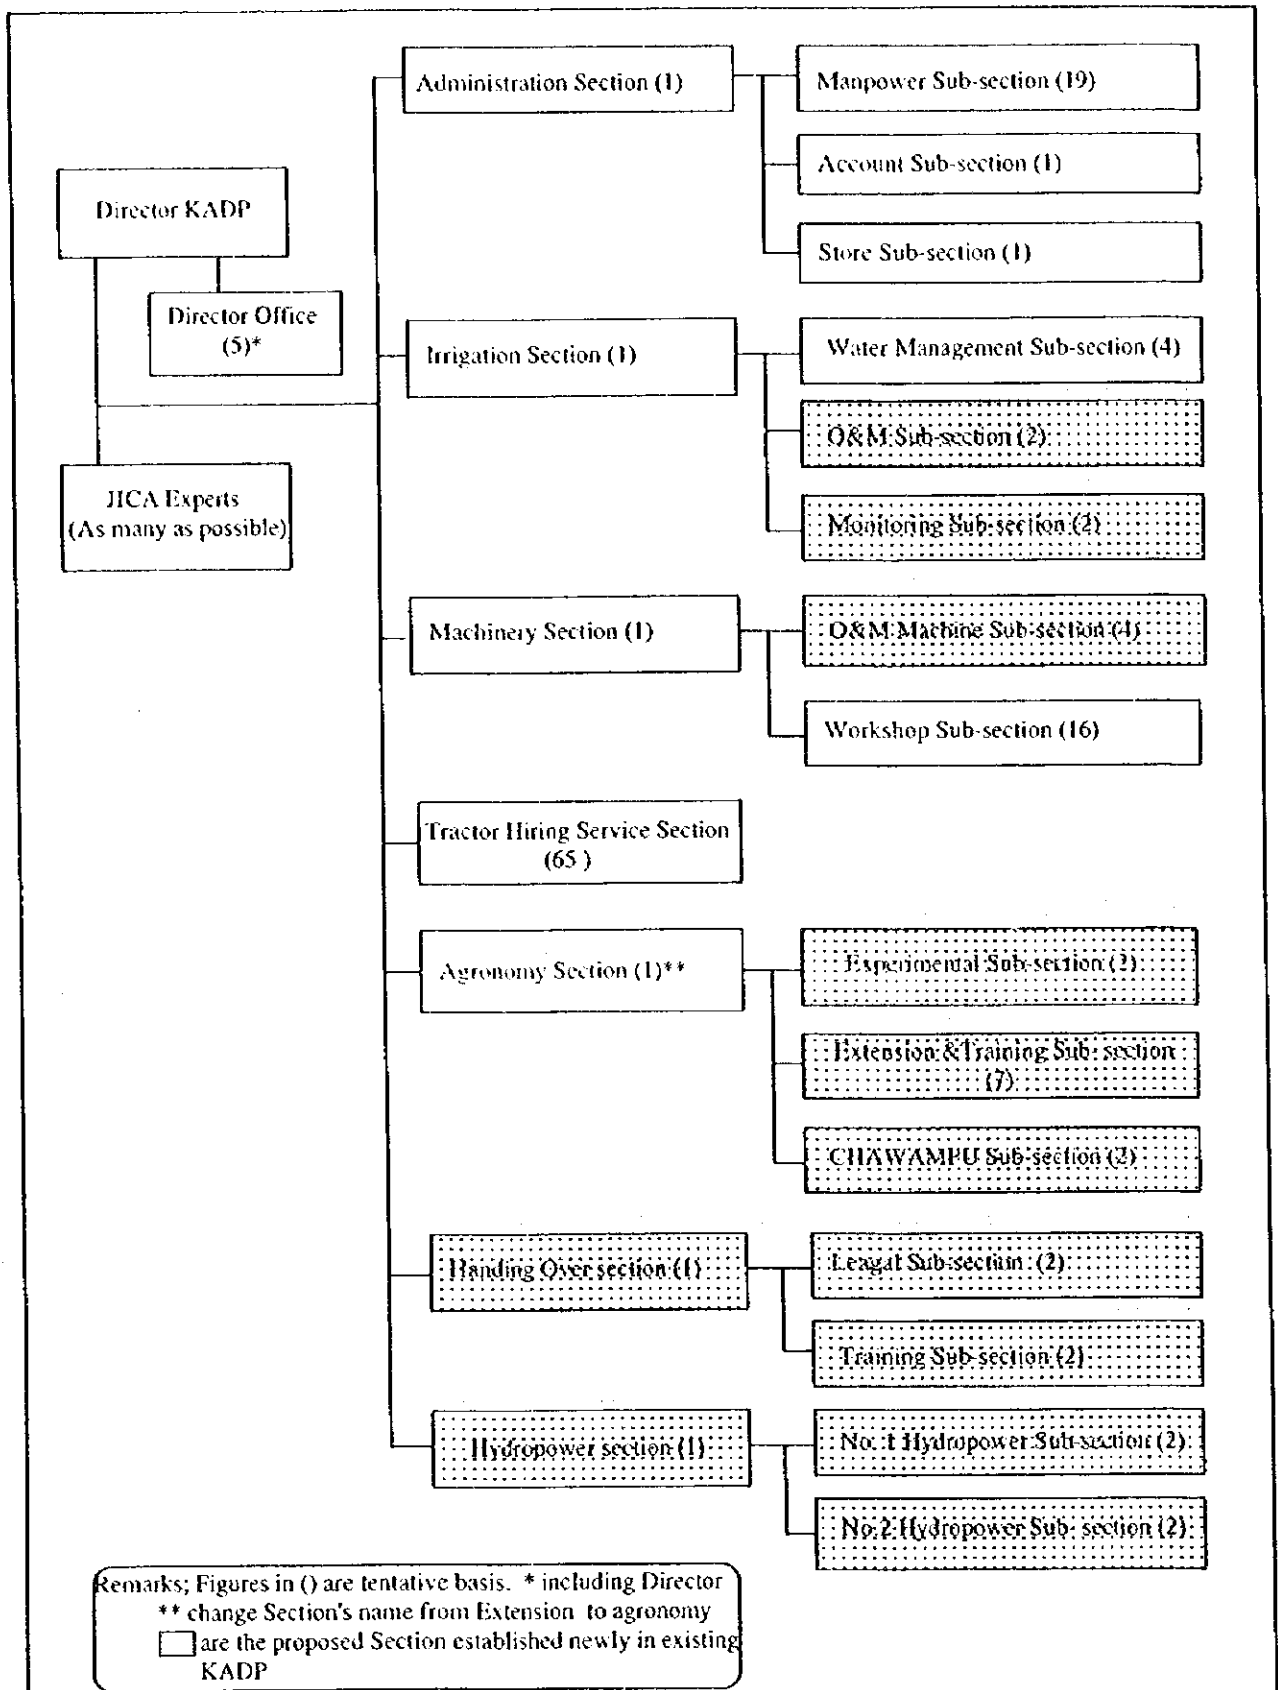 Administration Section (1)
Manpower Sub-section (19)
Account Sub-section (1)
Store Sub-section (1)
Director KADP
Director Office
(5)*
JICA Experts
(As many as possible)
Irrigation Section (1)
Water Management Sub-section (4)
O&M Sub-section (2)
Monitoring Sub-section (2)
Machinery Section (1)
O&M Machine Sub-section (4)
Workshop Sub-section (16)
Tractor Hiring Service Section
(65 )
Agronomy Section (1)**
Experimental Sub-section
Extension &Training Sub- section
(7)
CHAWAMPU Sub-section (2)
Handing Over section (1)
Leagal Sub-section (2)
Training Sub-section (2)
Hydropower section (1)
No. 1 Hydropower Sub-section (2)
No.2 Hydropower Sub- section (2)
Remarks; Figures in () are tentative basis. * including Director
** change Section's name from Extension to agronomy
are the proposed Section established newly in existing
KADP